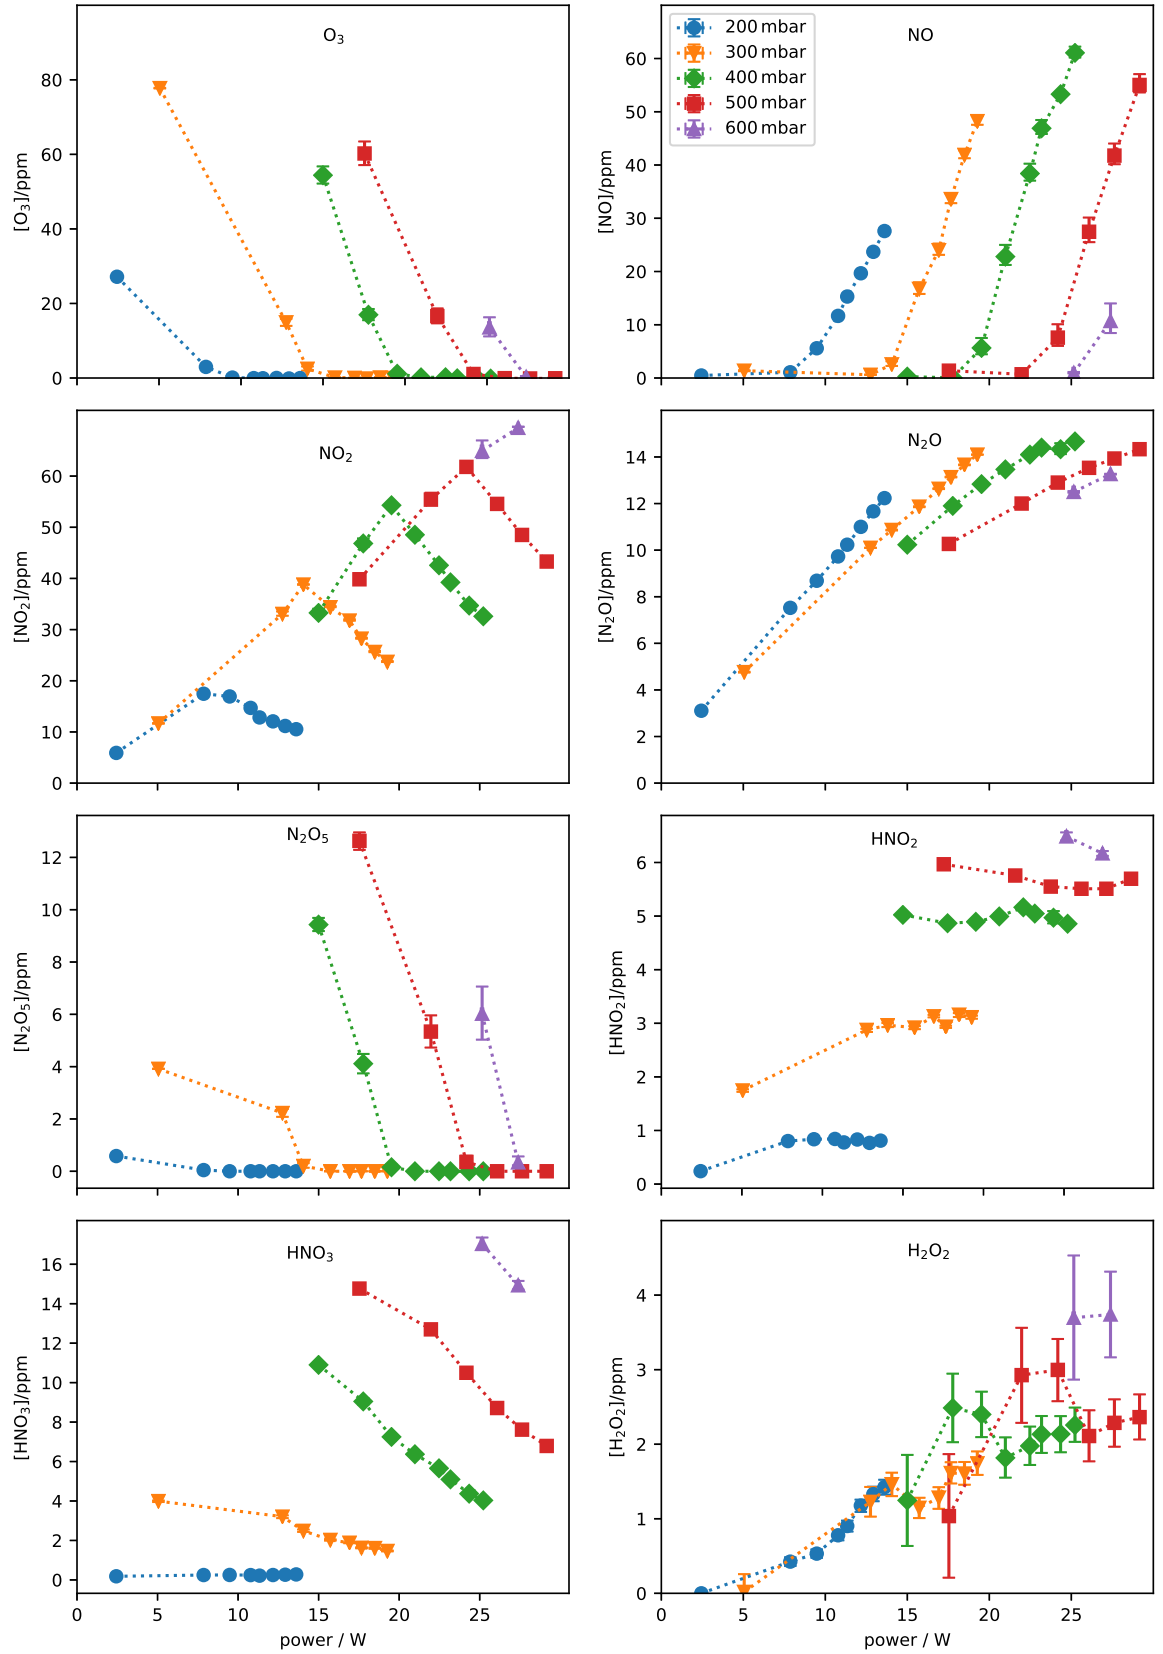 O₃
[O₃]/ppm
80
60
40
20
0
NO
200 mbar
300 mbar
400 mbar
500 mbar
600 mbar
[NO]/ppm
60
50
40
30
20
10
0
NO₂
[NO₂]/ppm
60
50
40
30
20
10
0
N₂O
[N₂O]/ppm
14
12
10
8
6
4
2
0
N₂O₅
[N₂O₅]/ppm
12
10
8
6
4
2
0
HNO₂
[HNO₂]/ppm
6
5
4
3
2
1
0
HNO₃
[HNO₃]/ppm
16
14
12
10
8
6
4
2
0
0 5 10 15 20 25
power / W
H₂O₂
[H₂O₂]/ppm
4
3
2
1
0
0 5 10 15 20 25
power / W